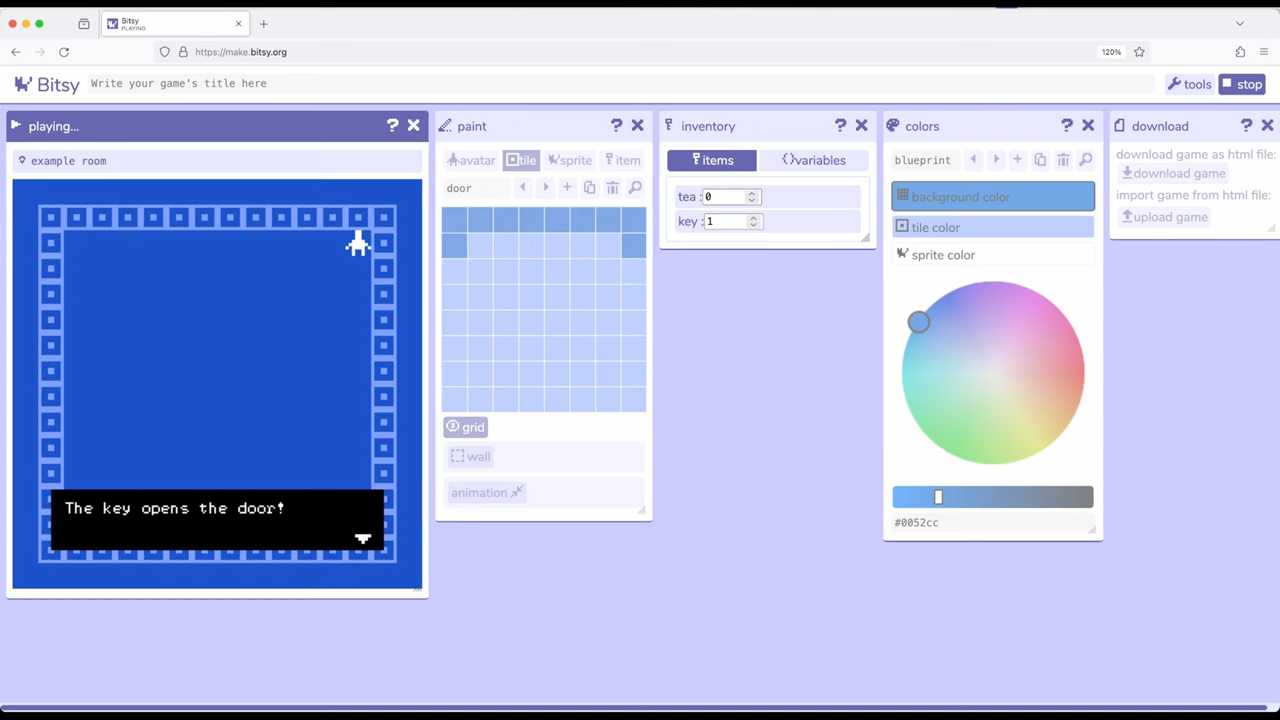 Bitsy
PLAYING
https://make.bitsy.org
120%
Bitsy
Write your game's title here
tools
stop
playing...
?
example room
The key opens the door!
paint
?
avatar
tile
sprite
item
door
grid
wall
animation
inventory
?
items
variables
tea : 0
key : 1
colors
?
blueprint
background color
tile color
sprite color
#0052cc
download
?
download game as html file:
download game
import game from html file:
upload game